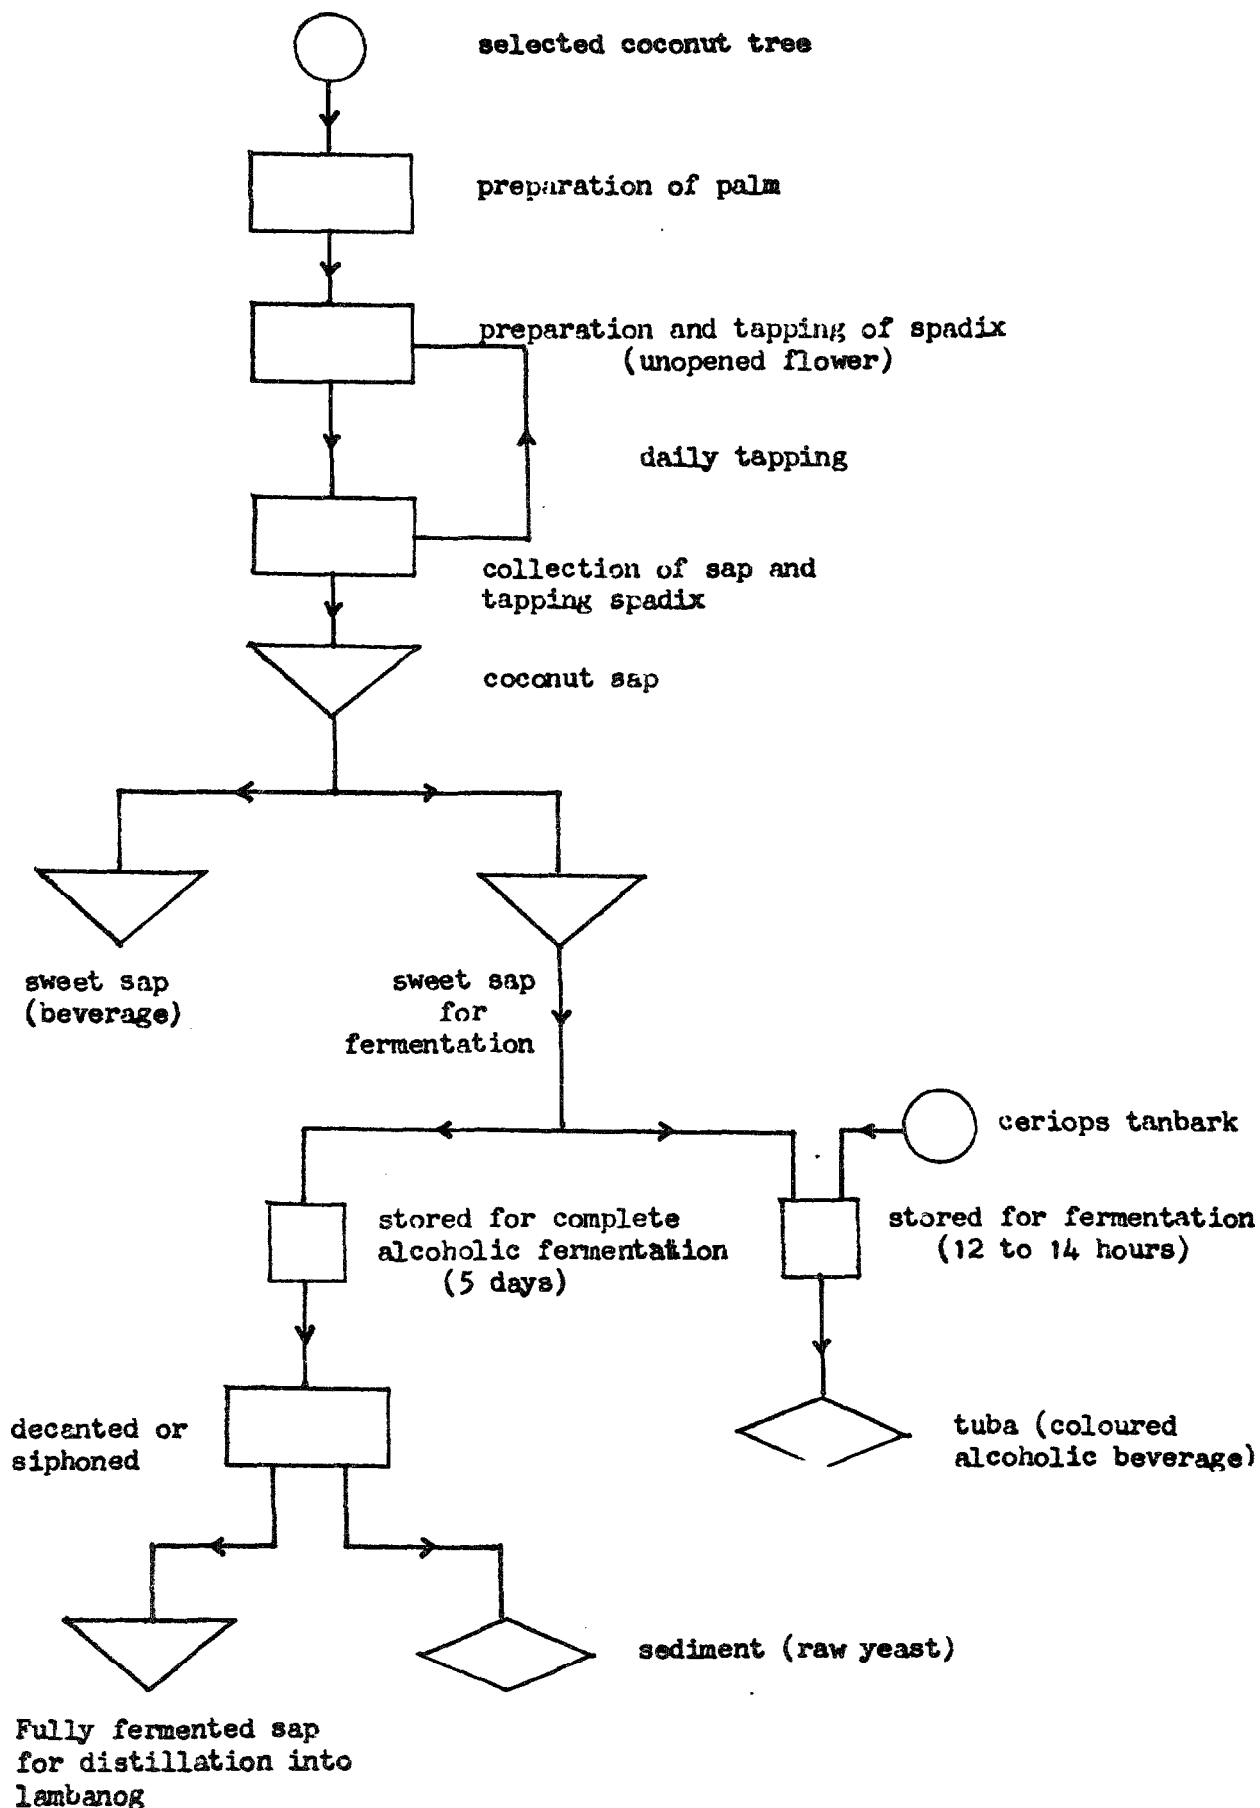 selected coconut tree
preparation of palm
preparation and tapping of spadix
(unopened flower)
daily tapping
collection of sap and
tapping spadix
coconut sap
sweet sap
(beverage)
sweet sap
for
fermentation
ceriops tanbark
stored for complete
alcoholic fermentation
(5 days)
stored for fermentation
(12 to 14 hours)
decanted or
siphoned
tuba (coloured
alcoholic beverage)
sediment (raw yeast)
Fully fermented sap
for distillation into
lambanog